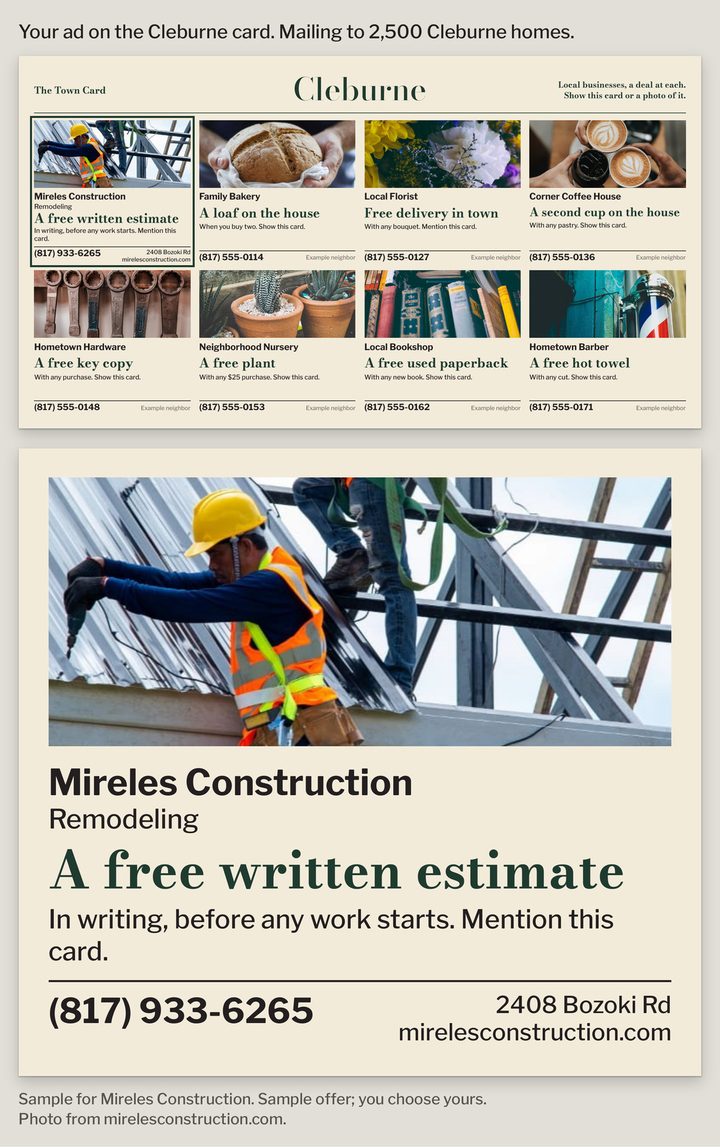 Your ad on the Cleburne card. Mailing to 2,500 Cleburne homes.
The Town Card
Cleburne
Local businesses, a deal at each.
Show this card or a photo of it.
Mireles Construction
Remodeling
A free written estimate
In writing, before any work starts. Mention this
card.
(817) 933-6265
2408 Bozoki Rd
mirelesconstruction.com
Family Bakery
A loaf on the house
When you buy two. Show this card.
(817) 555-0114
Example neighbor
Local Florist
Free delivery in town
With any bouquet. Mention this card.
(817) 555-0127
Example neighbor
Corner Coffee House
A second cup on the house
With any pastry. Show this card.
(817) 555-0136
Example neighbor
Hometown Hardware
A free key copy
With any purchase. Show this card.
(817) 555-0148
Example neighbor
Neighborhood Nursery
A free plant
With any $25 purchase. Show this card.
(817) 555-0153
Example neighbor
Local Bookshop
A free used paperback
With any new book. Show this card.
(817) 555-0162
Example neighbor
Hometown Barber
A free hot towel
With any cut. Show this card.
(817) 555-0171
Example neighbor
Mireles Construction
Remodeling
A free written estimate
In writing, before any work starts. Mention this
card.
(817) 933-6265
2408 Bozoki Rd
mirelesconstruction.com
Sample for Mireles Construction. Sample offer; you choose yours.
Photo from mirelesconstruction.com.